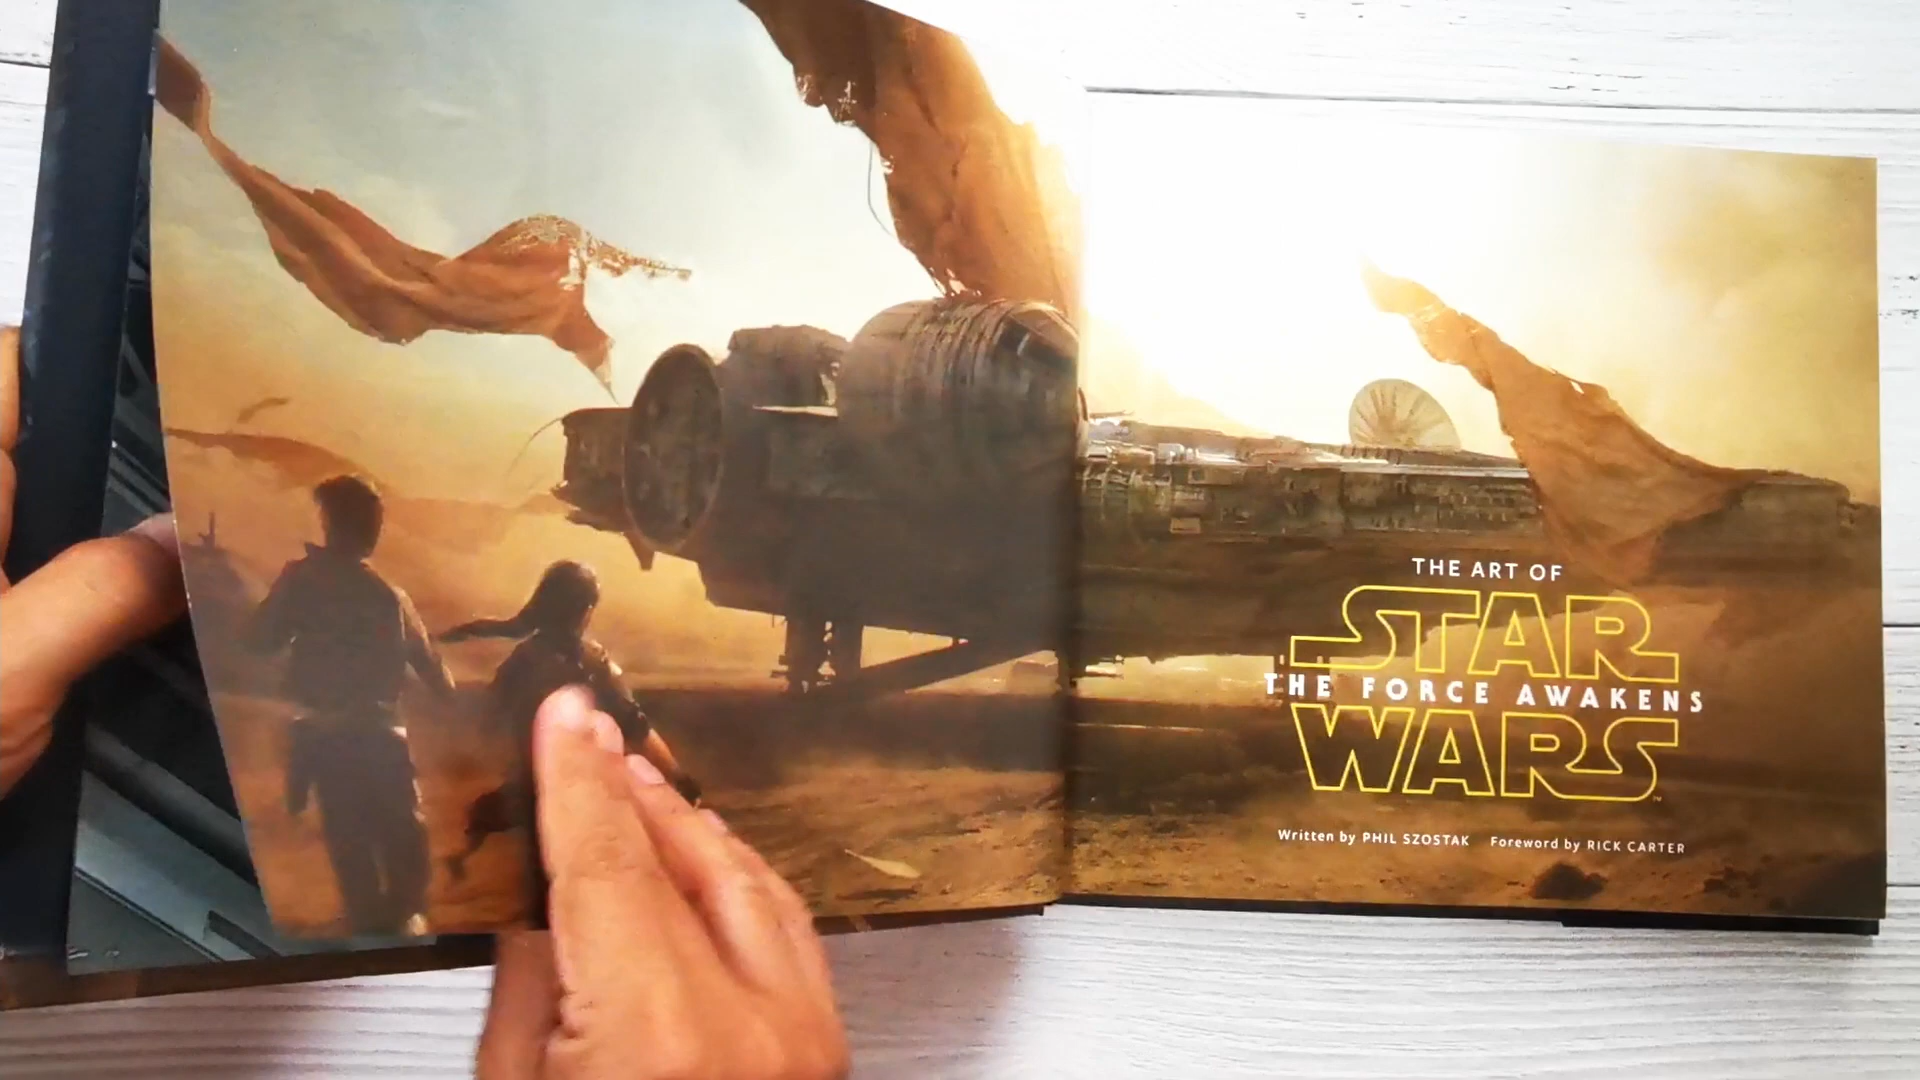 THE ART OF
STAR
THE FORCE AWAKENS
WARS
Written by PHIL SZOSTAK Foreword by RICK CARTER